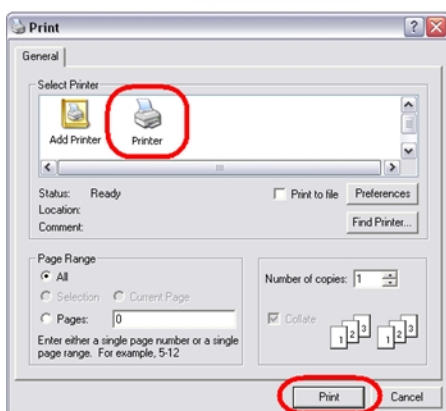 Print
General
Select Printer
Add Printer
Printer
Status: Ready
Print to file
Preferences
Location:
Comment:
Find Printer...
Page Range
All
Selection
Current Page
Pages:
0
Enter either a single page number or a single
page range. For example, 5-12
Number of copies:
1
Collate
1 2 3 1 2 3
Print
Cancel